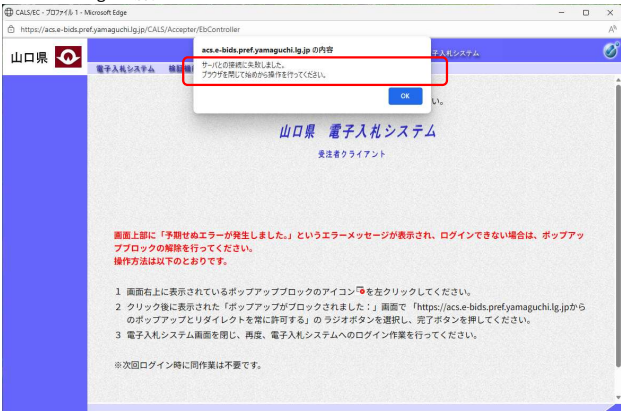 CALS/EC - プロファイル 1 - Microsoft Edge
https://acs.e-bids.pref.yamaguchi.lg.jp/CALS/Accepter/EbController
山口県
電子入札システム
acs.e-bids.pref.yamaguchi.lg.jp の内容
サーバとの接続に失敗しました。
ブラウザを閉じて始めから操作を行ってください。
OK
い。
山口県 電子入札システム
受注者クライアント
画面上部に「予期せぬエラーが発生しました。」というエラーメッセージが表示され、ログインできない場合は、ポップアッ
プブロックの解除を行ってください。
操作方法は以下のとおりです。
1 画面右上に表示されているポップアップブロックのアイコンを左クリックしてください。
2 クリック後に表示された「ポップアップがブロックされました：」画面で「https://acs.e-bids.pref.yamaguchi.lg.jpから
のポップアップとリダイレクトを常に許可する」の ラジオボタンを選択し、完了ボタンを押してください。
3 電子入札システム画面を閉じ、再度、電子入札システムへのログイン作業を行ってください。
※次回ログイン時に同作業は不要です。